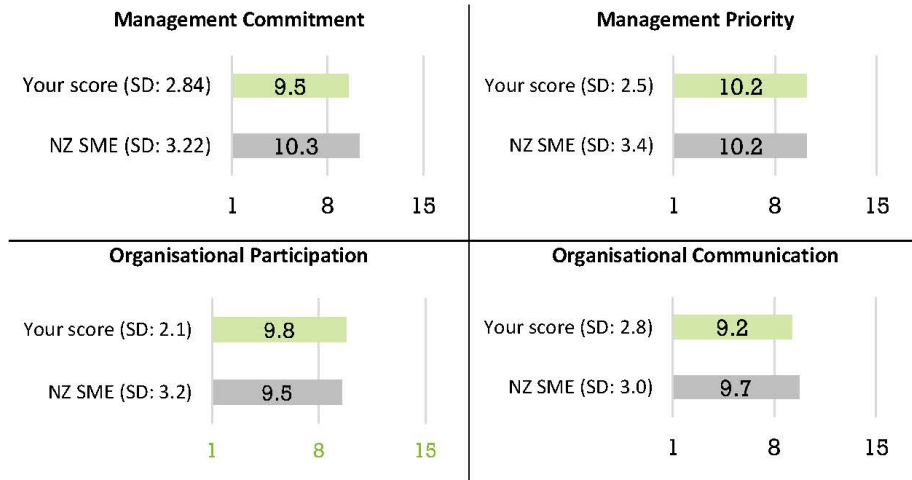 Management Commitment
Your score (SD: 2.84)
9.5
NZ SME (SD: 3.22)
10.3
1 8 15
Management Priority
Your score (SD: 2.5)
10.2
NZ SME (SD: 3.4)
10.2
1 8 15
Organisational Participation
Your score (SD: 2.1)
9.8
NZ SME (SD: 3.2)
9.5
1 8 15
Organisational Communication
Your score (SD: 2.8)
9.2
NZ SME (SD: 3.0)
9.7
1 8 15